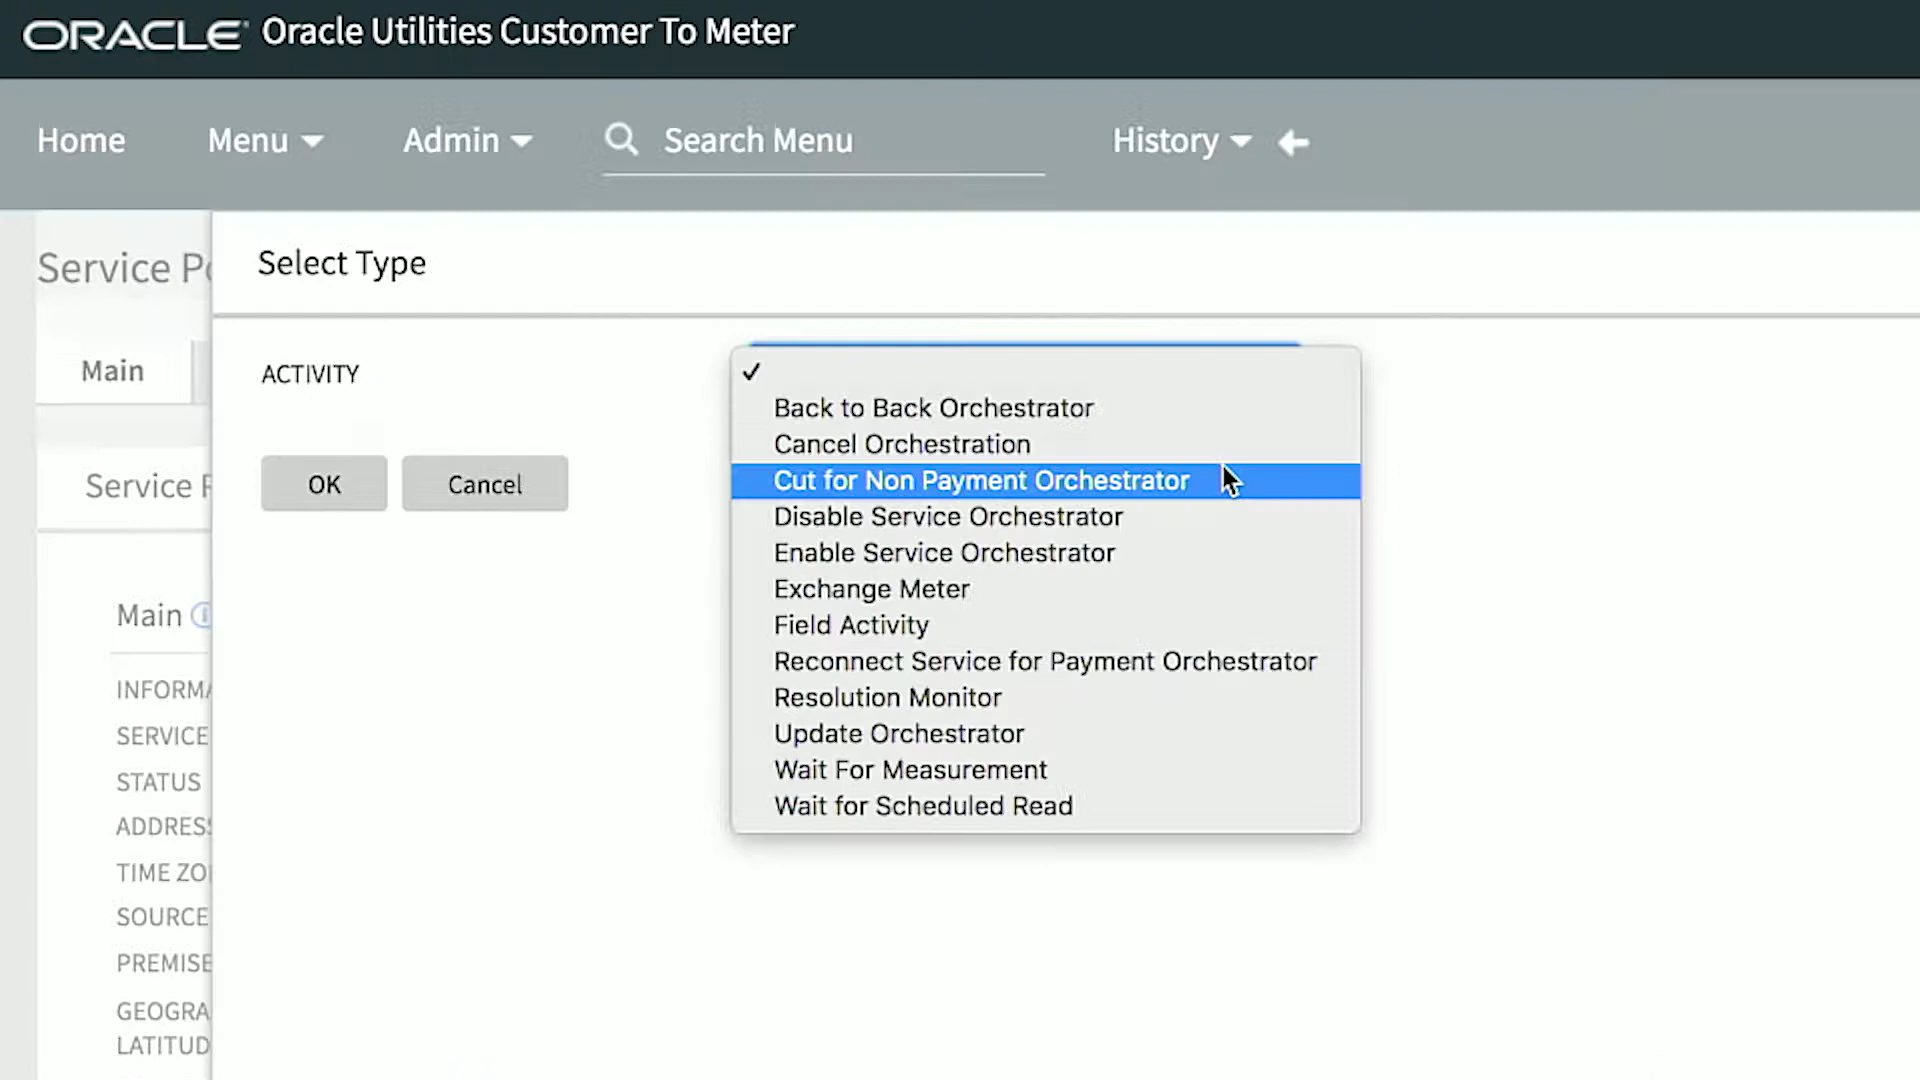 ORACLE Oracle Utilities Customer To Meter
Home Menu Admin Search Menu History
Service Po
Select Type
Main
ACTIVITY
✓
Back to Back Orchestrator
Cancel Orchestration
Cut for Non Payment Orchestrator
Disable Service Orchestrator
Enable Service Orchestrator
Exchange Meter
Field Activity
Reconnect Service for Payment Orchestrator
Resolution Monitor
Update Orchestrator
Wait For Measurement
Wait for Scheduled Read
OK Cancel
Service P
Main
INFORMA
SERVICE
STATUS
ADDRESS
TIME ZO
SOURCE
PREMISE
GEOGRA
LATITUD